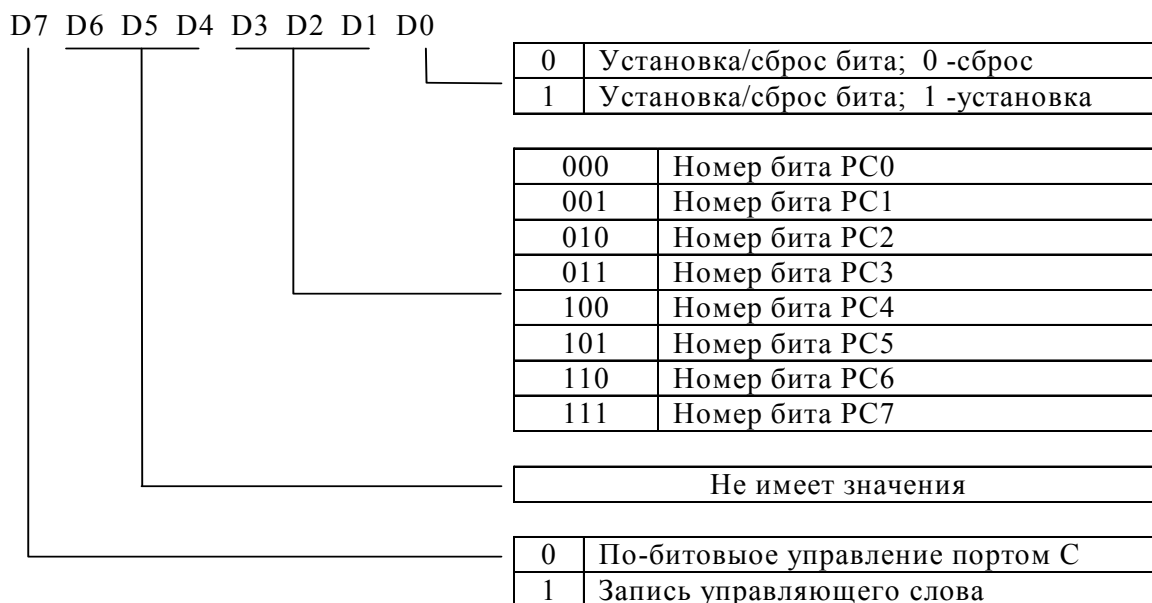 D7 D6 D5 D4 D3 D2 D1 D0
0 Установка/сброс бита; 0 -сброс
1 Установка/сброс бита; 1 -установка
000 Номер бита PC0
001 Номер бита PC1
010 Номер бита PC2
011 Номер бита PC3
100 Номер бита PC4
101 Номер бита PC5
110 Номер бита PC6
111 Номер бита PC7
Не имеет значения
0 По-битовыое управление портом С
1 Запись управляющего слова